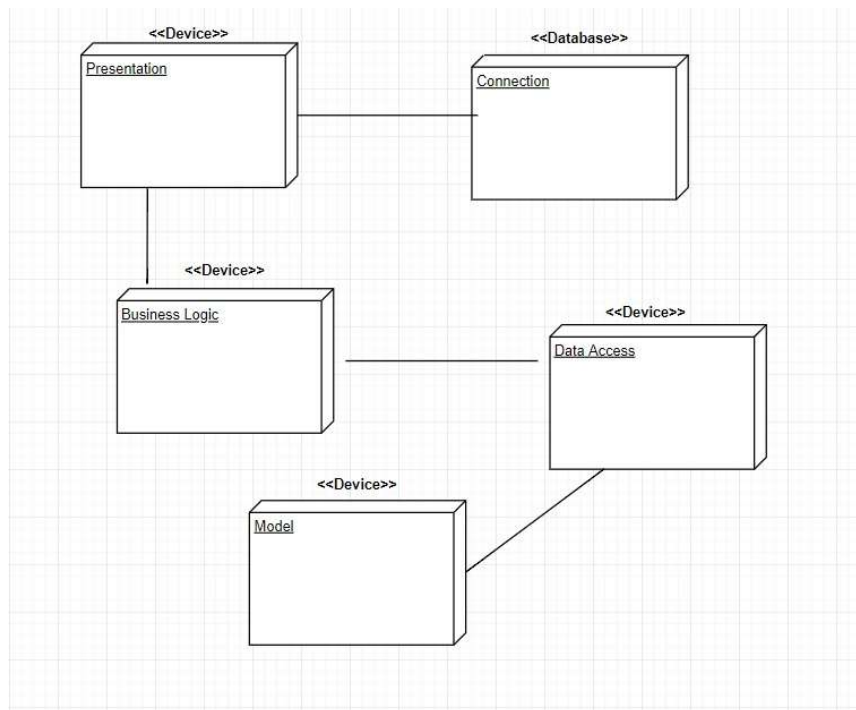 <<Device>>
Presentation
<<Database>>
Connection
<<Device>>
Business Logic
<<Device>>
Data Access
<<Device>>
Model